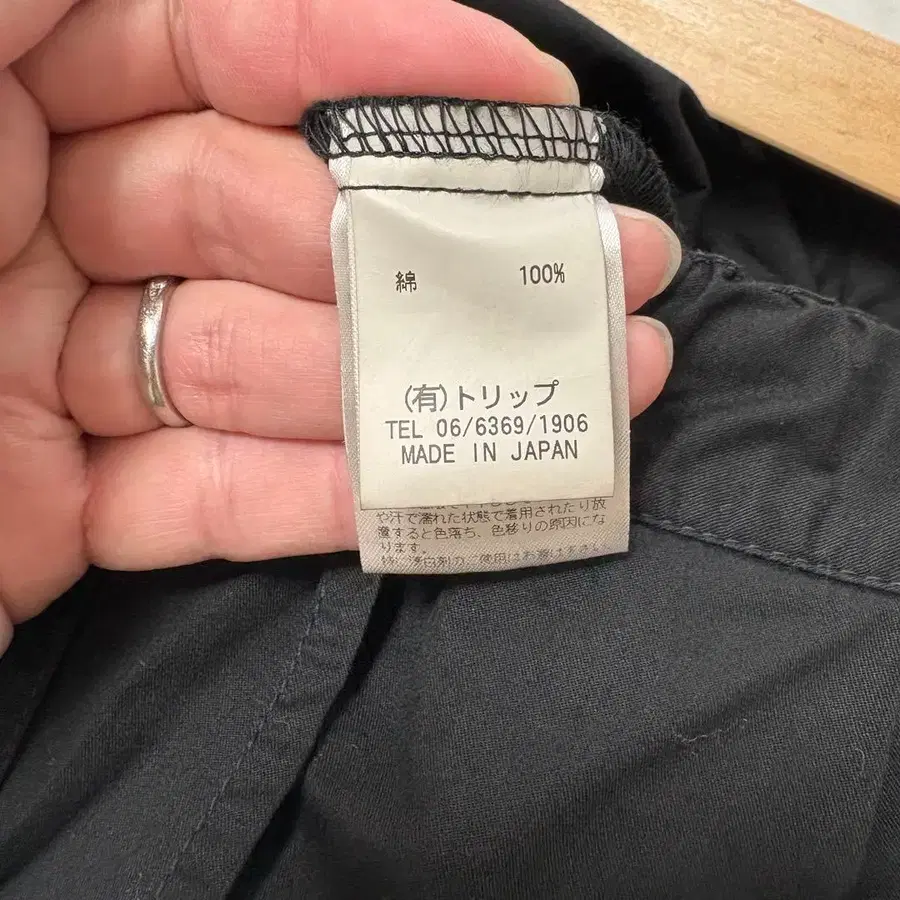 綿 100%
(有)トリップ
TEL 06/6369/1906
MADE IN JAPAN
や汗で濡れた状態で着用されたり放
置すると色落ち、色移りの原因にな
ります。